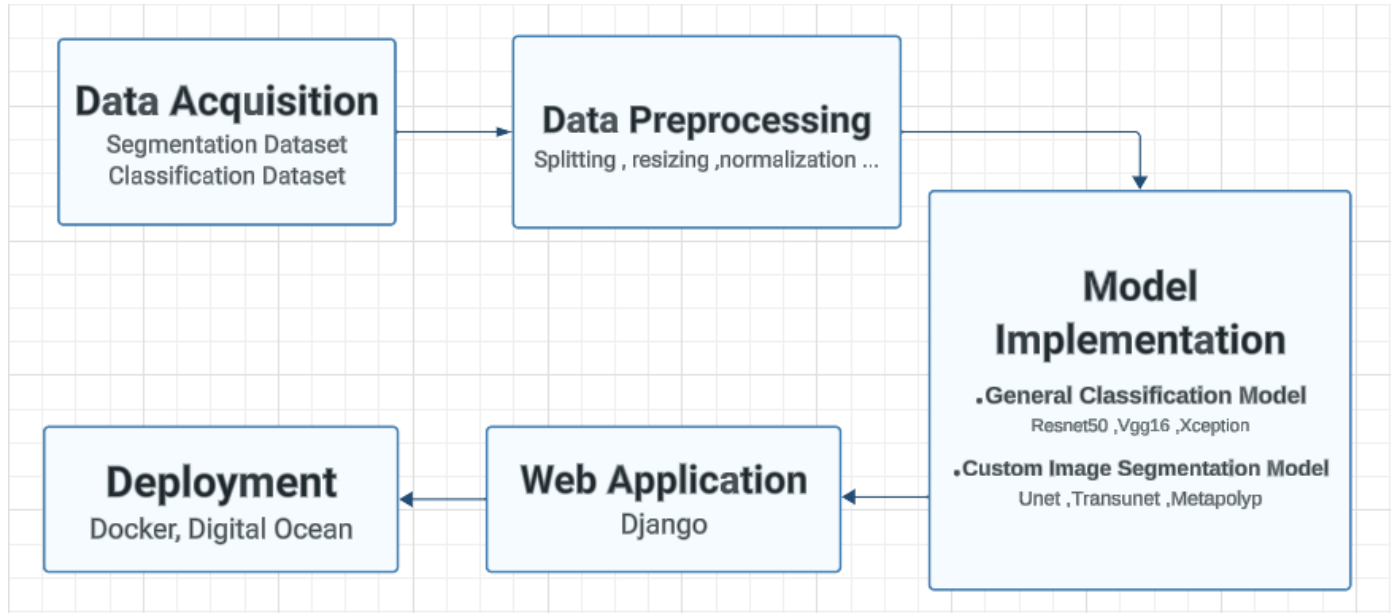 Data Acquisition
Segmentation Dataset
Classification Dataset
Data Preprocessing
Splitting , resizing ,normalization ...
Model
Implementation
.General Classification Model
Resnet50 ,Vgg16 ,Xception
.Custom Image Segmentation Model
Unet ,Transunet ,Metapolyp
Web Application
Django
Deployment
Docker, Digital Ocean